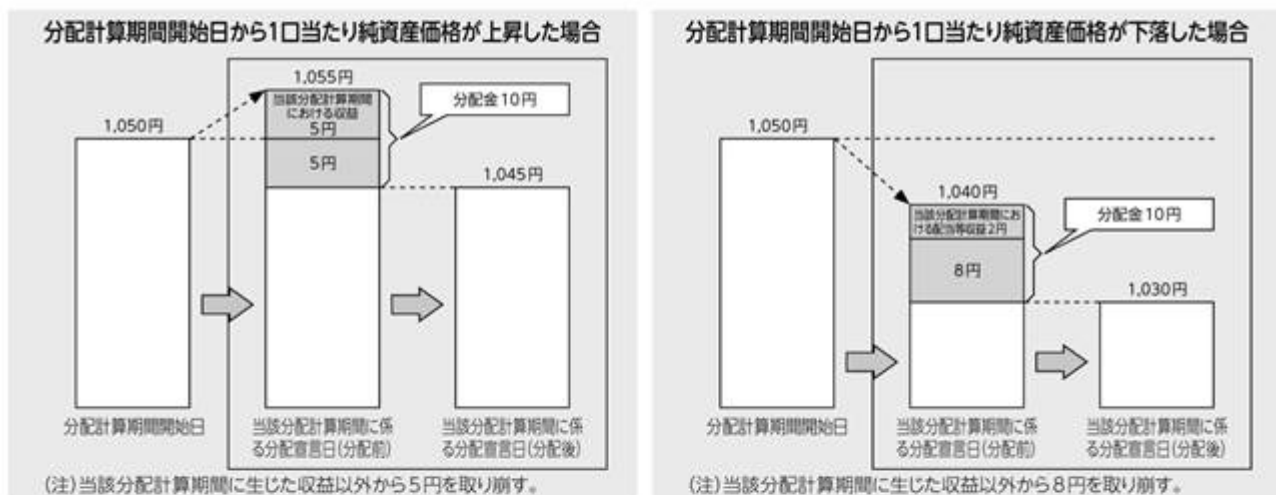 分配計算期間開始日から1口当たり純資産価格が上昇した場合
1,055円
1,050円
当該分配計算期間
における収益
5円
分配金10円
5円
1,045円
分配計算期間開始日
当該分配計算期間に係
る分配宣言日(分配前)
当該分配計算期間に係
る分配宣言日(分配後)
(注)当該分配計算期間に生じた収益以外から5円を取り崩す。
分配計算期間開始日から1口当たり純資産価格が下落した場合
1,050円
1,040円
当該分配計算期間にお
ける配当等収益2円
分配金10円
8円
1,030円
分配計算期間開始日
当該分配計算期間に係
る分配宣言日(分配前)
当該分配計算期間に係
る分配宣言日(分配後)
(注)当該分配計算期間に生じた収益以外から8円を取り崩す。